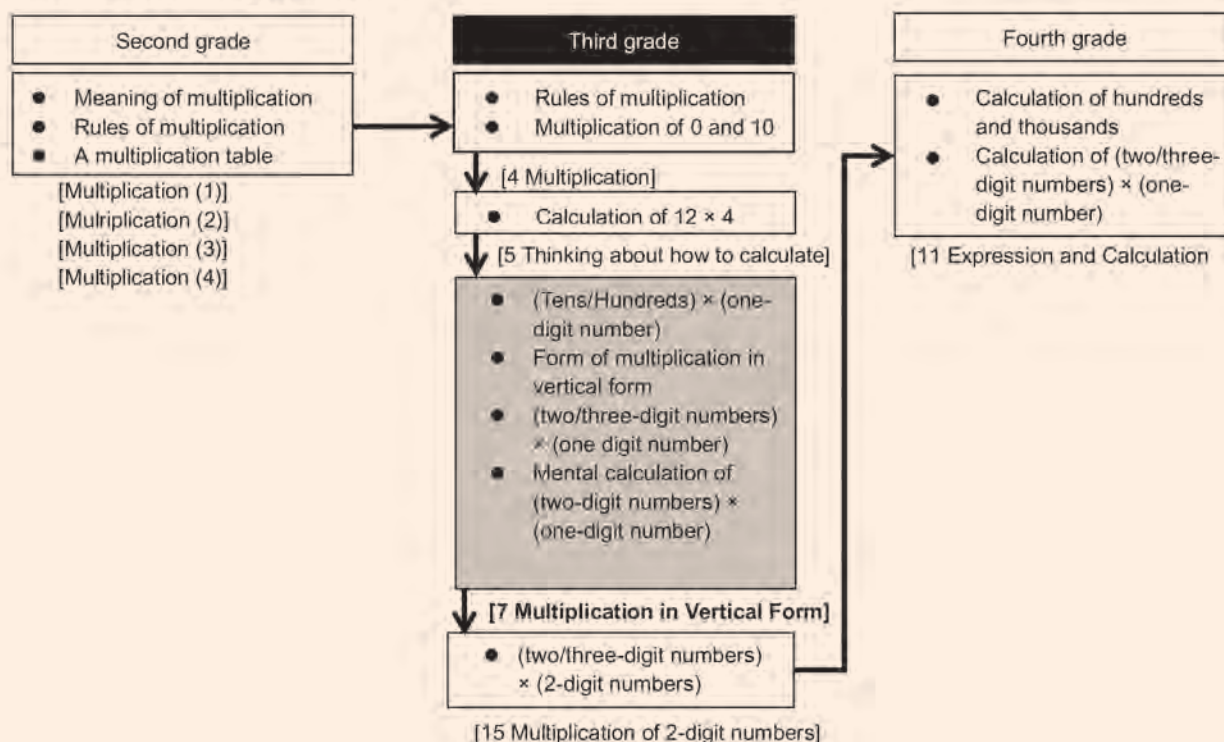 Second grade
Meaning of multiplication
Rules of multiplication
A multiplication table
[Multiplication (1)]
[Mulriplication (2)]
[Multiplication (3)]
[Multiplication (4)]
Third grade
Rules of multiplication
Multiplication of 0 and 10
[4 Multiplication]
Calculation of 12 × 4
[5 Thinking about how to calculate]
(Tens/Hundreds) × (one-
digit number)
Form of multiplication in
vertical form
(two/three-digit numbers)
× (one digit number)
Mental calculation of
(two-digit numbers) ×
(one-digit number)
[7 Multiplication in Vertical Form]
(two/three-digit numbers)
× (2-digit numbers)
[15 Multiplication of 2-digit numbers]
Fourth grade
Calculation of hundreds
and thousands
Calculation of (two/three-
digit numbers) × (one-
digit number)
[11 Expression and Calculation